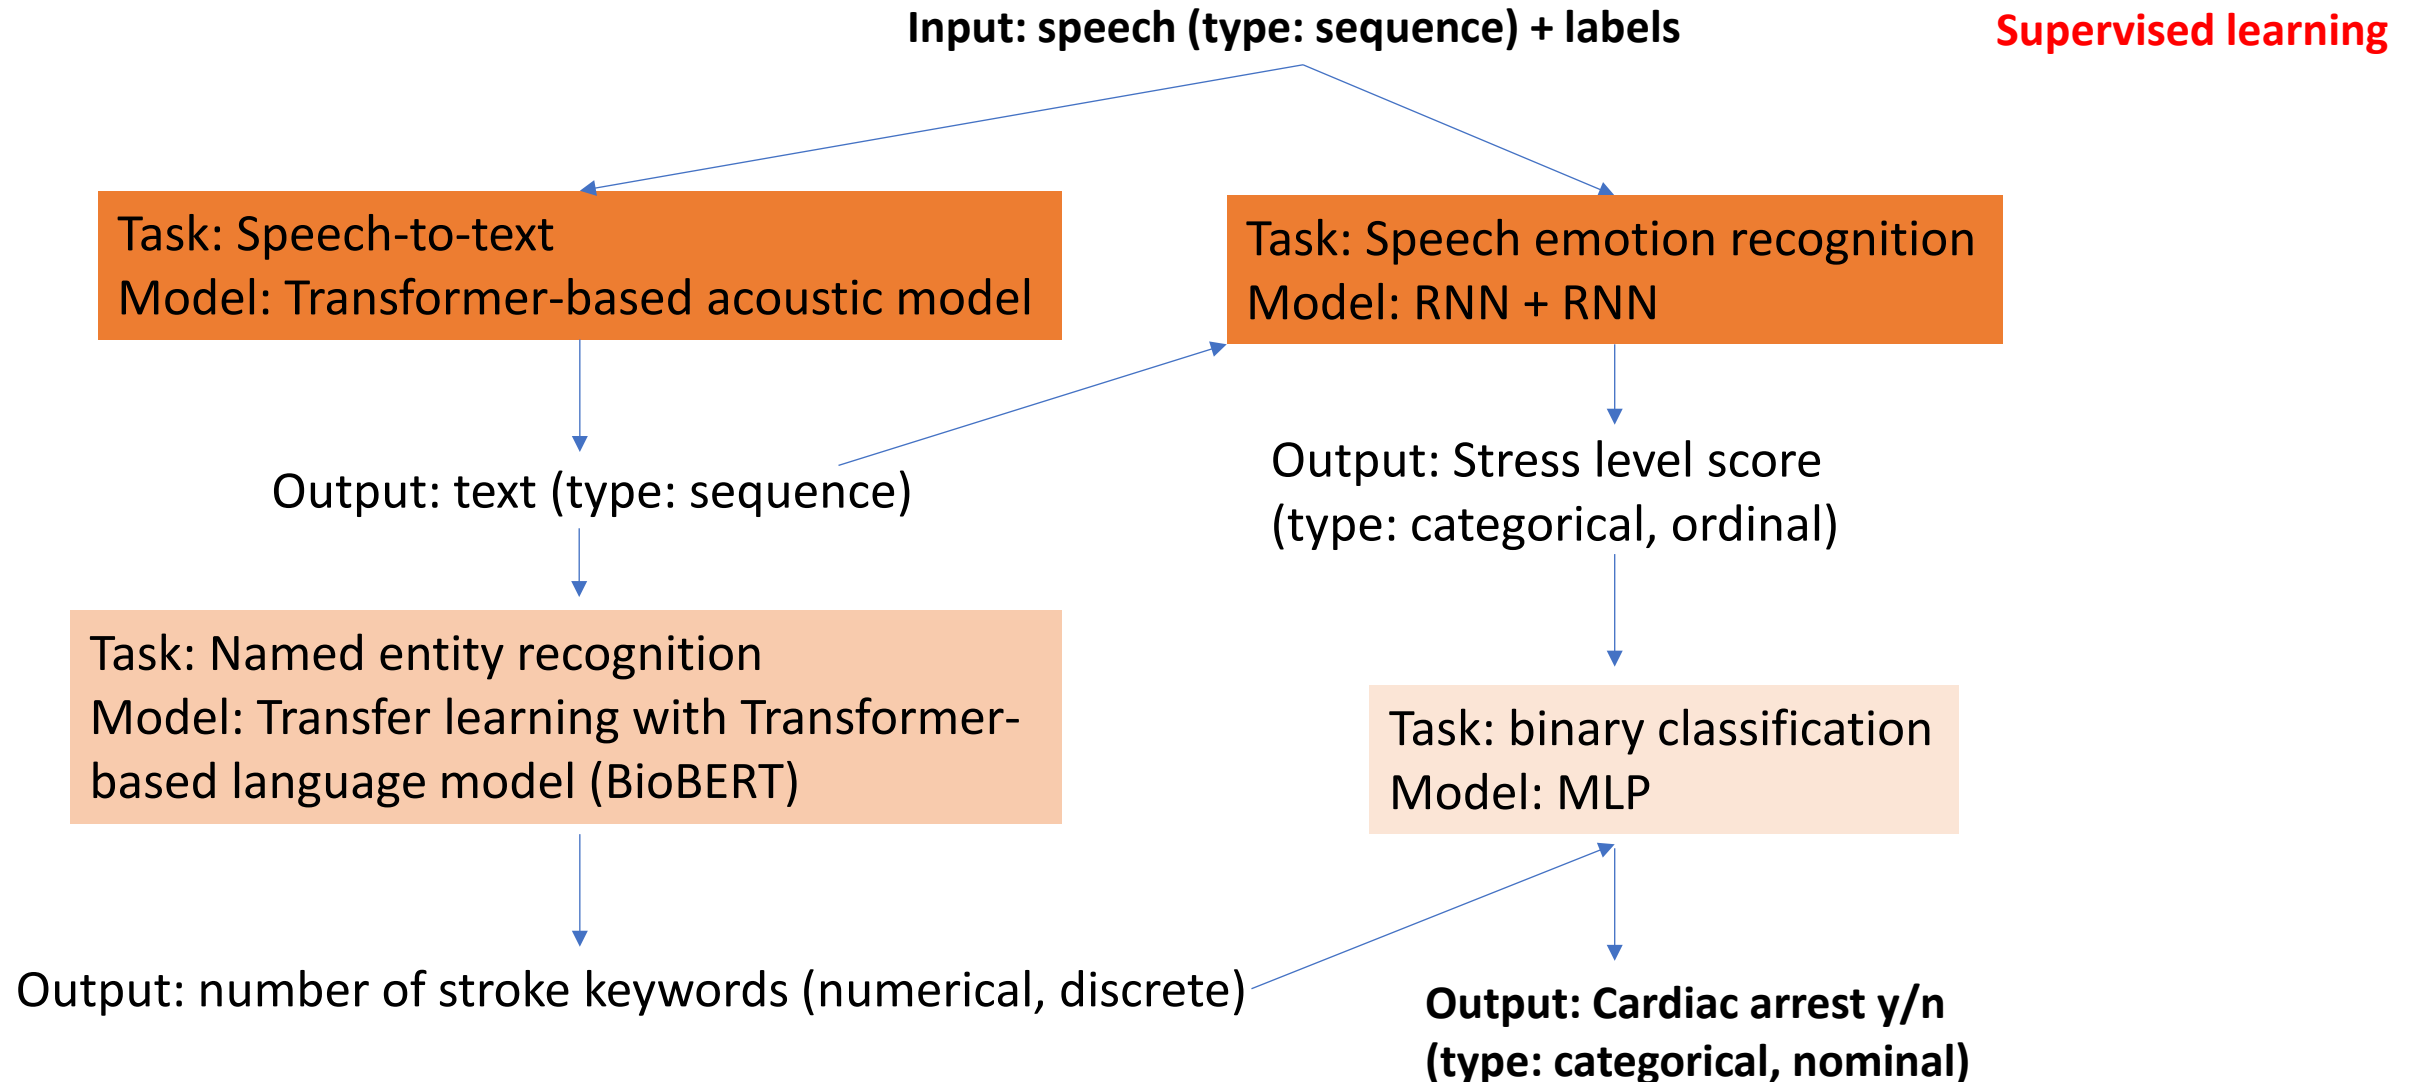 Input: speech (type: sequence) + labels
Supervised learning
Task: Speech-to-text
Model: Transformer-based acoustic model
Task: Speech emotion recognition
Model: RNN + RNN
Output: text (type: sequence)
Output: Stress level score
(type: categorical, ordinal)
Task: Named entity recognition
Model: Transfer learning with Transformer-
based language model (BioBERT)
Task: binary classification
Model: MLP
Output: number of stroke keywords (numerical, discrete)
Output: Cardiac arrest y/n
(type: categorical, nominal)